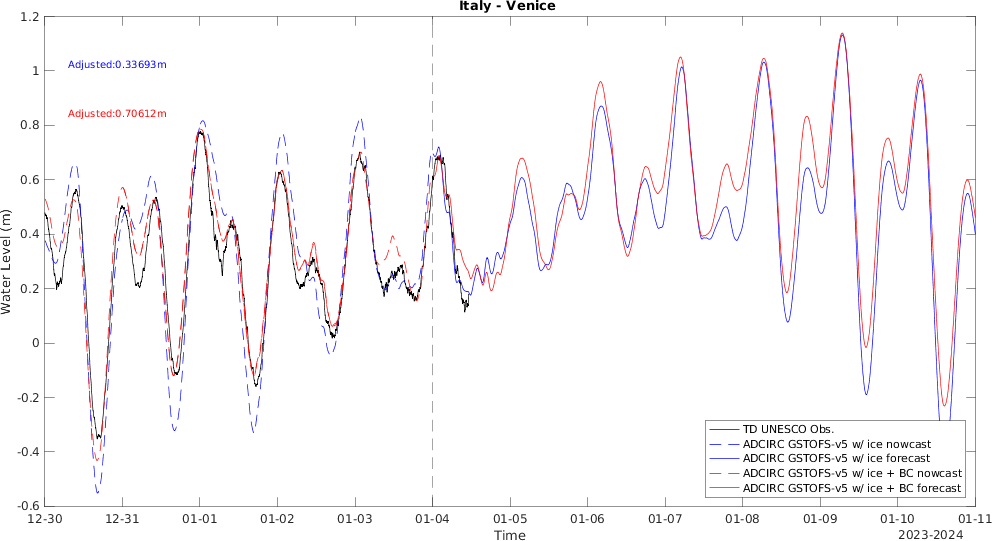 Italy - Venice
1.2
1
0.8
0.6
0.4
0.2
0
-0.2
-0.4
-0.6
Water Level (m)
Adjusted:0.33693m
Adjusted:0.70612m
TD UNESCO Obs.
ADCIRC GSTOFS-v5 w/ ice nowcast
ADCIRC GSTOFS-v5 w/ ice forecast
ADCIRC GSTOFS-v5 w/ ice + BC nowcast
ADCIRC GSTOFS-v5 w/ ice + BC forecast
12-30 12-31 01-01 01-02 01-03 01-04 01-05 01-06 01-07 01-08 01-09 01-10 01-11
Time
2023-2024